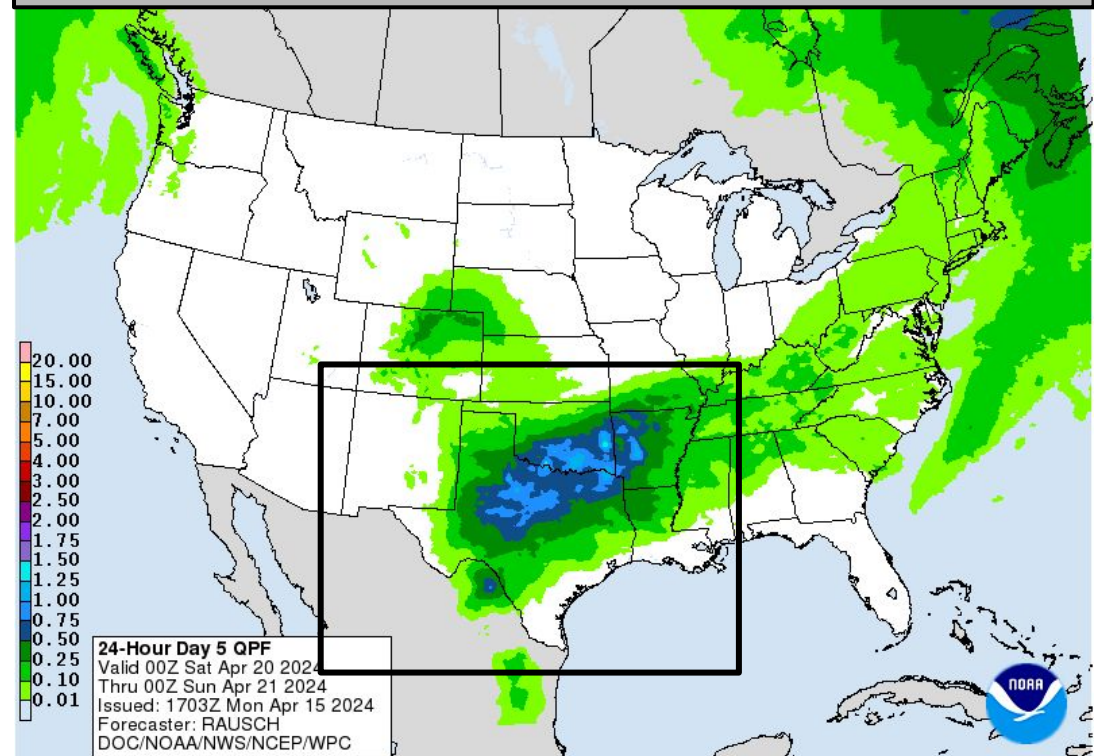 20.00
15.00
10.00
7.00
5.00
4.00
3.00
2.50
2.00
1.75
1.50
1.25
1.00
0.75
0.50
0.25
0.10
0.01
24-Hour Day 5 QPF
Valid 00Z Sat Apr 20 2024
Thru 00Z Sun Apr 21 2024
Issued: 1703Z Mon Apr 15 2024
Forecaster: RAUSCH
DOC/NOAA/NWS/NCEP/WPC
NOAA